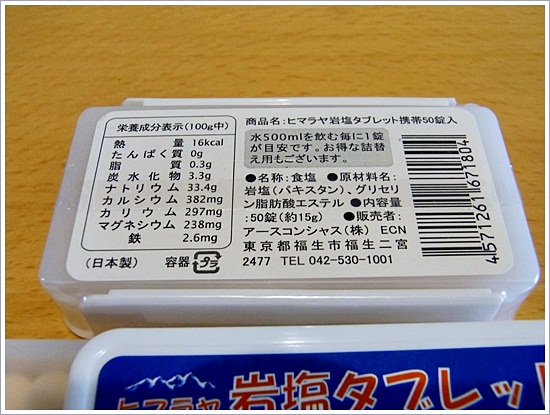 栄養成分表示(100g中)
熱量 16kcal
たんぱく質 0g
脂質 0.3g
炭水化物 3.3g
ナトリウム 33.4g
カルシウム 382mg
カリウム 297mg
マグネシウム 238mg
鉄 2.6mg
(日本製) 容器 プラ
商品名:ヒマラヤ岩塩タブレット携帯50錠入
水500mlを飲む毎に1錠
が目安です。お得な詰替
え用もございます。
●名称:食塩 ●原材料名:
岩塩(パキスタン)、グリセリ
ン脂肪酸エステル ●内容量
:50錠(約15g) ●販売者:
アースコンシャス(株) ECN
東京都福生市福生二宮
2477 TEL 042-530-1001
4571261671804
ヒマラヤ 岩塩タブレット